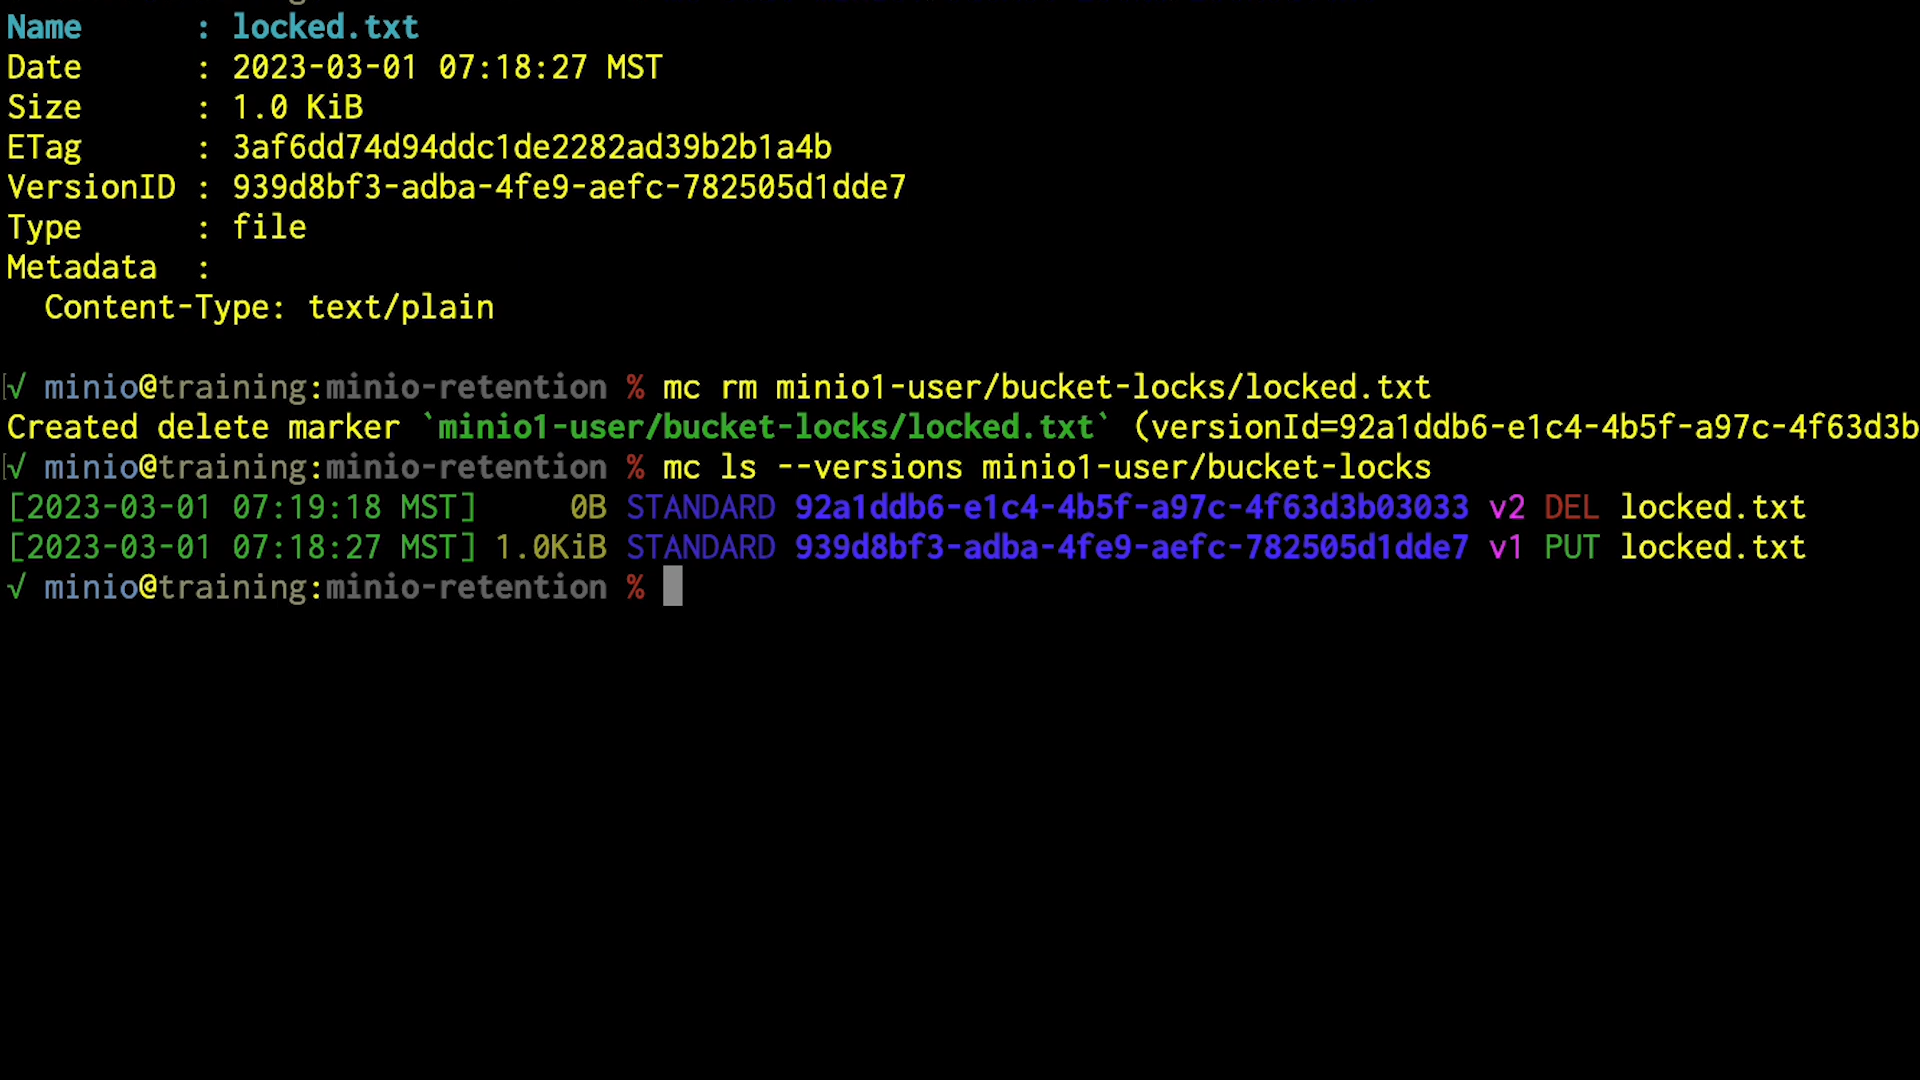 Name      : locked.txt
Date      : 2023-03-01 07:18:27 MST
Size      : 1.0 KiB
ETag      : 3af6dd74d94ddc1de2282ad39b2b1a4b
VersionID : 939d8bf3-adba-4fe9-aefc-782505d1dde7
Type      : file
Metadata  :
  Content-Type: text/plain
√ minio@training:minio-retention % mc rm minio1-user/bucket-locks/locked.txt
Created delete marker `minio1-user/bucket-locks/locked.txt` (versionId=92a1ddb6-e1c4-4b5f-a97c-4f63d3b
√ minio@training:minio-retention % mc ls --versions minio1-user/bucket-locks
[2023-03-01 07:19:18 MST]     0B STANDARD 92a1ddb6-e1c4-4b5f-a97c-4f63d3b03033 v2 DEL locked.txt
[2023-03-01 07:18:27 MST] 1.0KiB STANDARD 939d8bf3-adba-4fe9-aefc-782505d1dde7 v1 PUT locked.txt
√ minio@training:minio-retention %